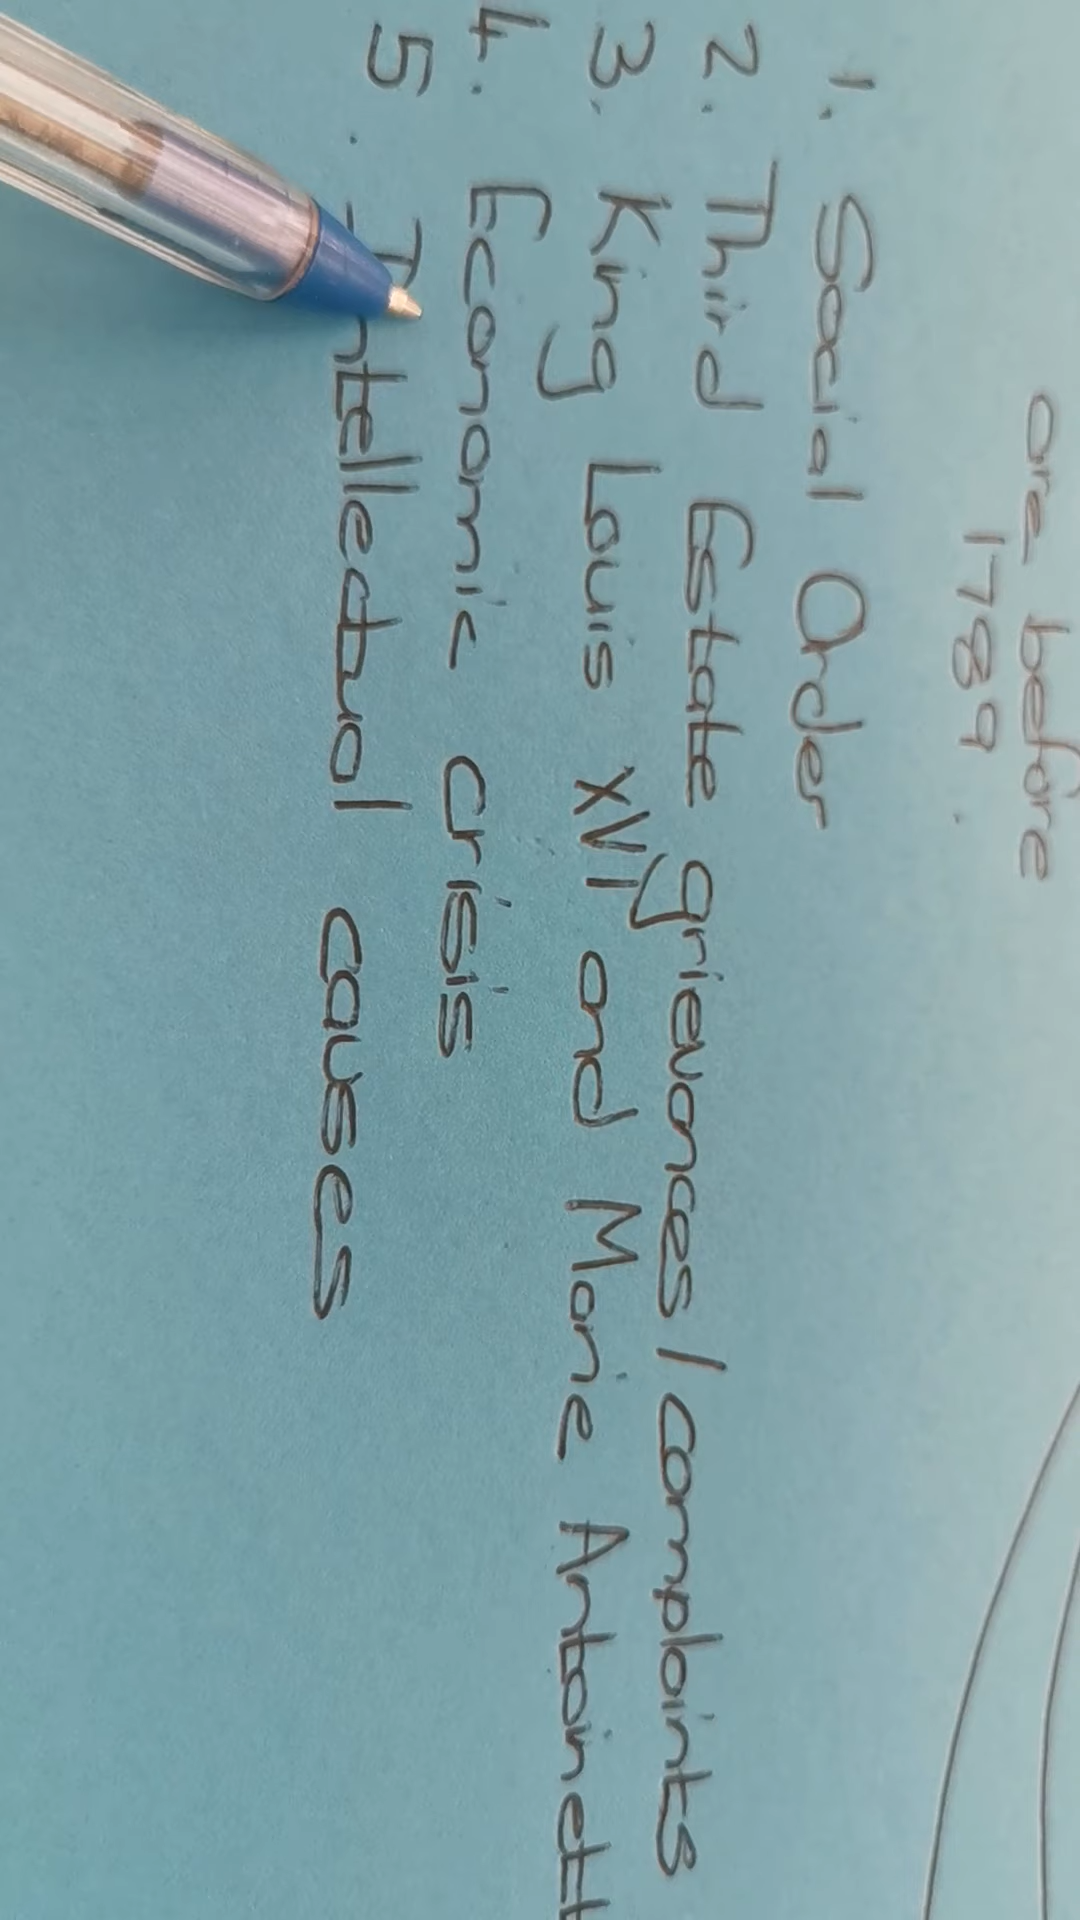 are before
1789.
1. Social Order
2. Third Estate grievances/complaints
3. King Louis XVI and Marie Antoinett
4. Economic crisis
5. Intellectual causes